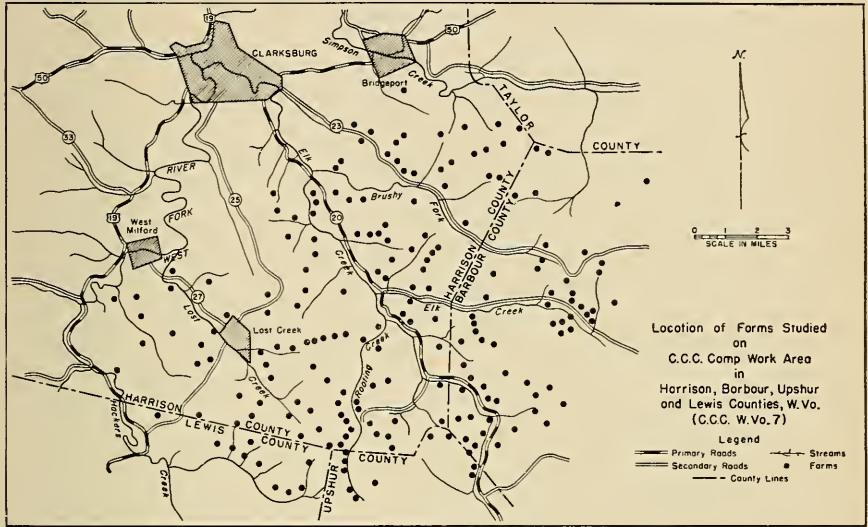 19
50
CLARKSBURG
Simpson
Creek
Bridgeport
50
TAYLOR
COUNTY
N.
33
23
Elk
RIVER
FORK
WEST
25
Brushy
Fork
20
Creek
HARRISON COUNTY
BARBOUR COUNTY
0 1 2 3
SCALE IN MILES
19
West
Milford
27
Lost
Creek
Lost Creek
Elk Creek
Rooting
Creek
HARRISON COUNTY
LEWIS COUNTY
Hackers
Creek
UPSHUR
COUNTY
Location of Farms Studied
on
C.C.C. Camp Work Area
in
Harrison, Barbour, Upshur
and Lewis Counties, W.Va.
(C.C.C. W.Va. 7)
Legend
Primary Roads
Streams
Secondary Roads
Farms
County Lines